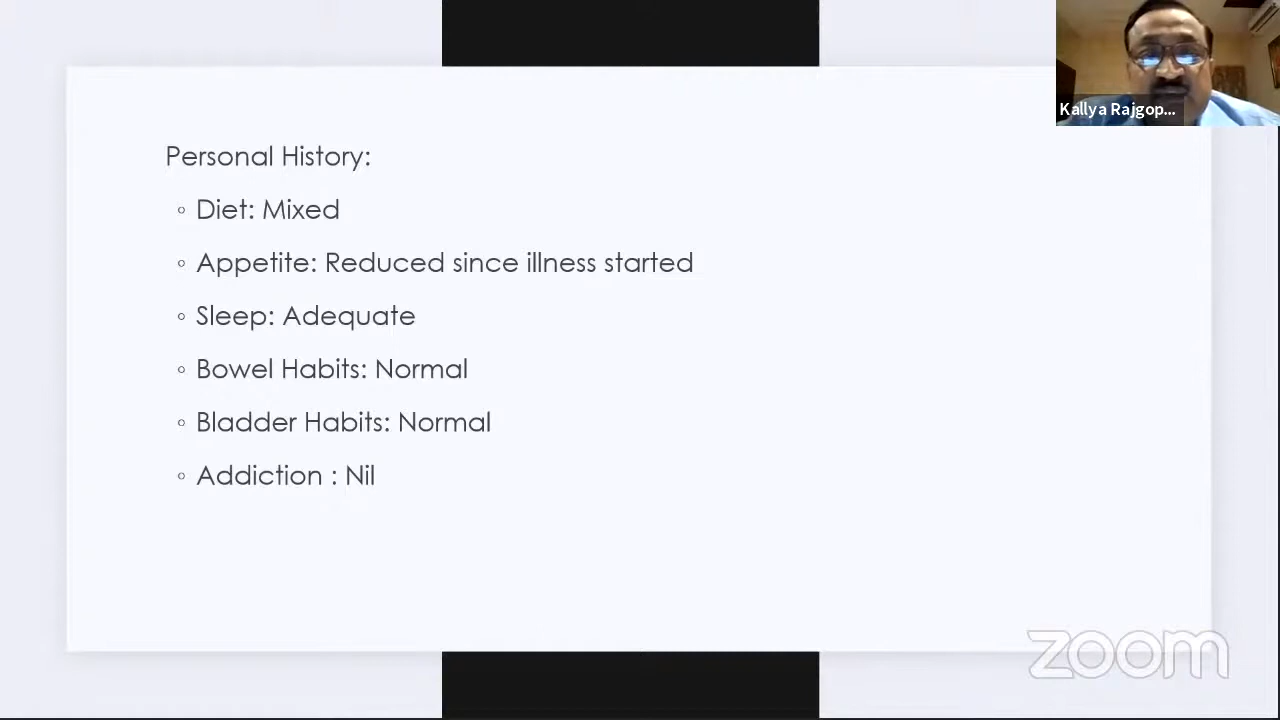 Kallya Rajgop...
Personal History:
◦ Diet: Mixed
◦ Appetite: Reduced since illness started
◦ Sleep: Adequate
◦ Bowel Habits: Normal
◦ Bladder Habits: Normal
◦ Addiction : Nil
zoom